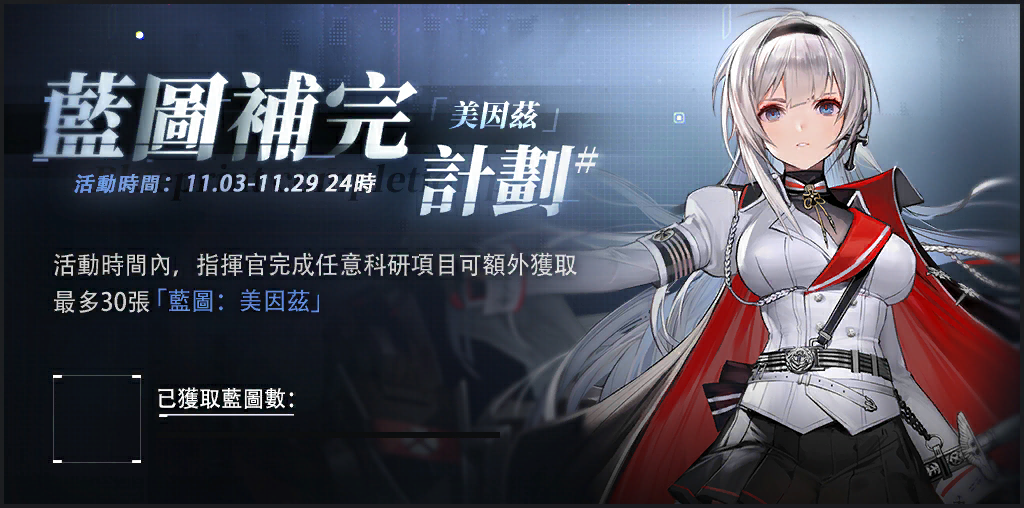 藍圖補完「美因茲」
計劃#
活動時間：11.03-11.29 24時
活動時間內，指揮官完成任意科研項目可額外獲取
最多30張「藍圖：美因茲」
已獲取藍圖數：